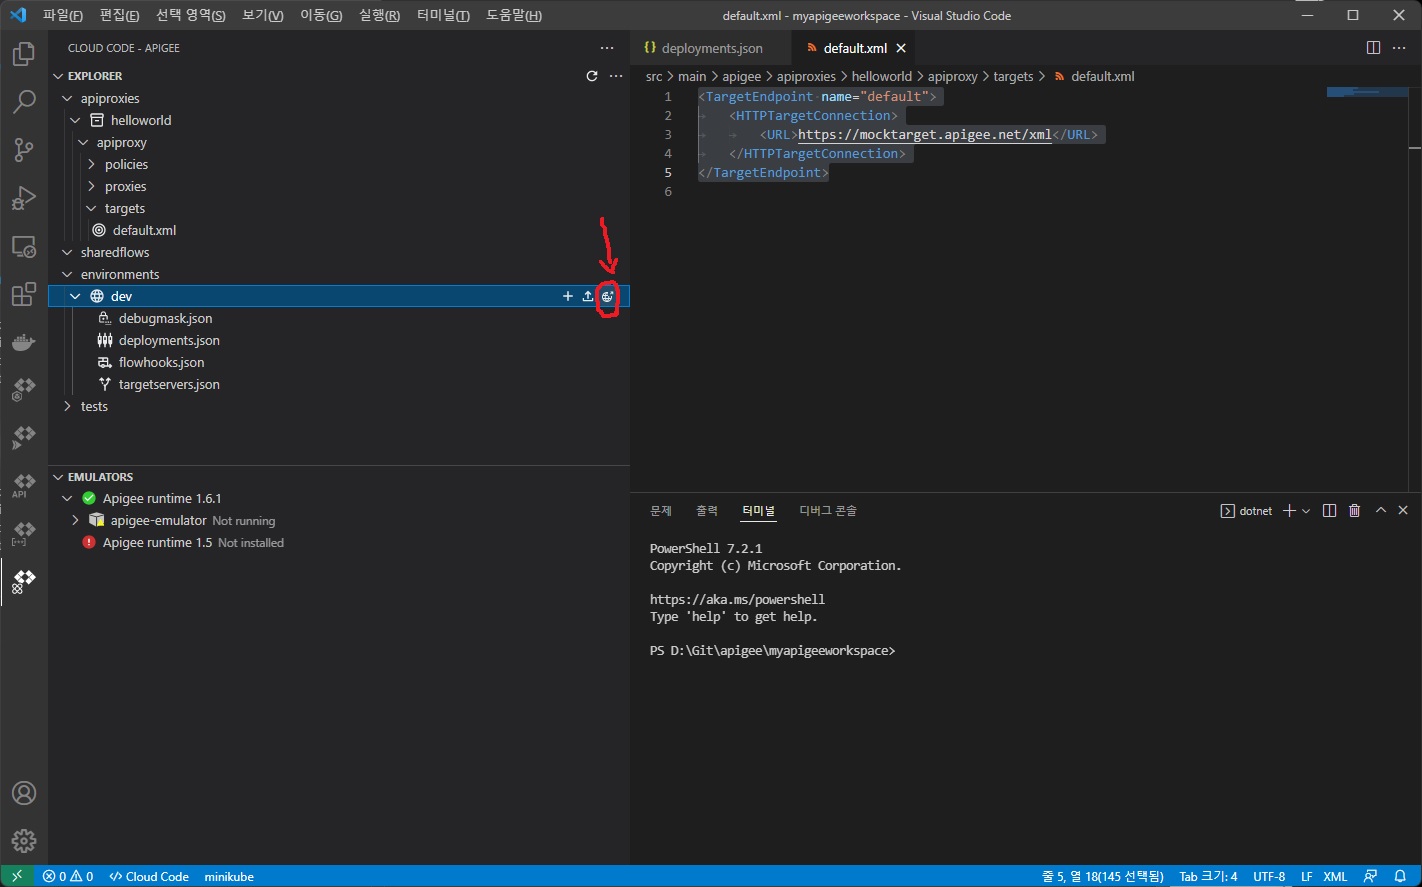 파일(F) 편집(E) 선택 영역(S) 보기(V) 이동(G) 실행(R) 터미널(T) 도움말(H)
default.xml - myapigeeworkspace - Visual Studio Code
CLOUD CODE - APIGEE
EXPLORER
apiproxies
helloworld
apiproxy
policies
proxies
targets
default.xml
sharedflows
environments
dev
debugmask.json
deployments.json
flowhooks.json
targetservers.json
tests
EMULATORS
Apigee runtime 1.6.1
apigee-emulator Not running
Apigee runtime 1.5 Not installed
API
deployments.json default.xml
src > main > apigee > apiproxies > helloworld > apiproxy > targets > default.xml
1 <TargetEndpoint name="default">
2 <HTTPTargetConnection>
3 <URL>https://mocktarget.apigee.net/xml</URL>
4 </HTTPTargetConnection>
5 </TargetEndpoint>
6
문제 출력 터미널 디버그 콘솔 dotnet
PowerShell 7.2.1
Copyright (c) Microsoft Corporation.
https://aka.ms/powershell
Type 'help' to get help.
PS D:\Git\apigee\myapigeeworkspace>
0 0 Cloud Code minikube 줄 5, 열 18(145 선택됨) Tab 크기: 4 UTF-8 LF XML